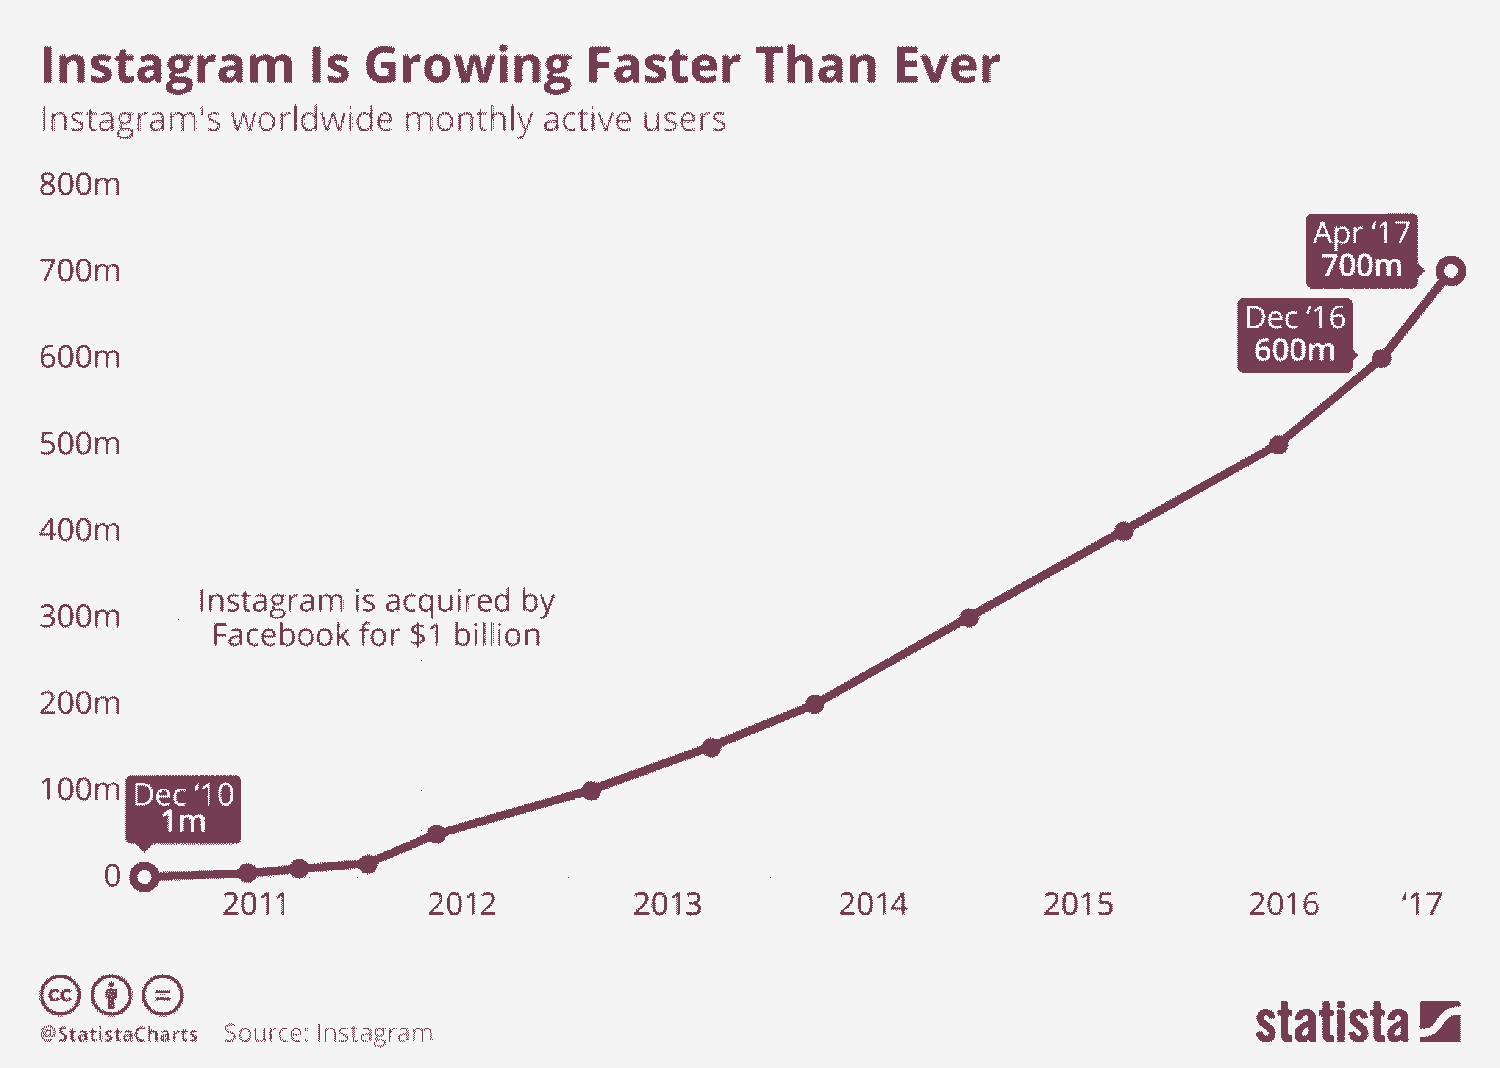 Instagram Is Growing Faster Than Ever
Instagram's worldwide monthly active users
800m
700m
600m
500m
400m
300m
200m
100m
0
Apr ‘17
700m
Dec ‘16
600m
Instagram is acquired by
Facebook for $1 billion
Dec ‘10
1m
2011 2012 2013 2014 2015 2016 ‘17
cc
@StatistaCharts Source: Instagram
statista